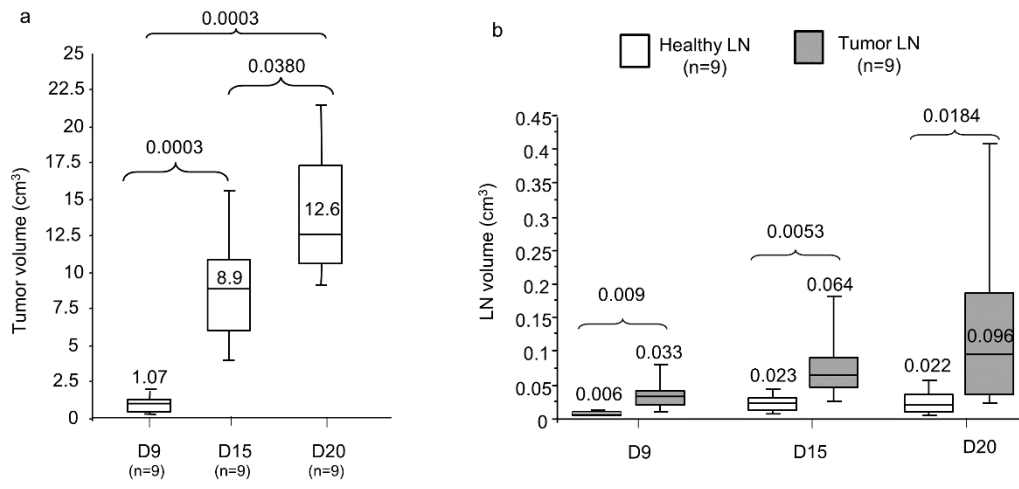 a
0.0003
0.0380
0.0003
Tumor volume (cm³)
25
22.5
20
17.5
15
12.5
10
7.5
5
2.5
0
1.07
8.9
12.6
D9
(n=9)
D15
(n=9)
D20
(n=9)
b
Healthy LN
(n=9)
Tumor LN
(n=9)
LN volume (cm³)
0.45
0.4
0.35
0.3
0.25
0.2
0.15
0.1
0.05
0
0.009
0.0053
0.0184
0.006
0.033
0.023
0.064
0.022
0.096
D9
D15
D20